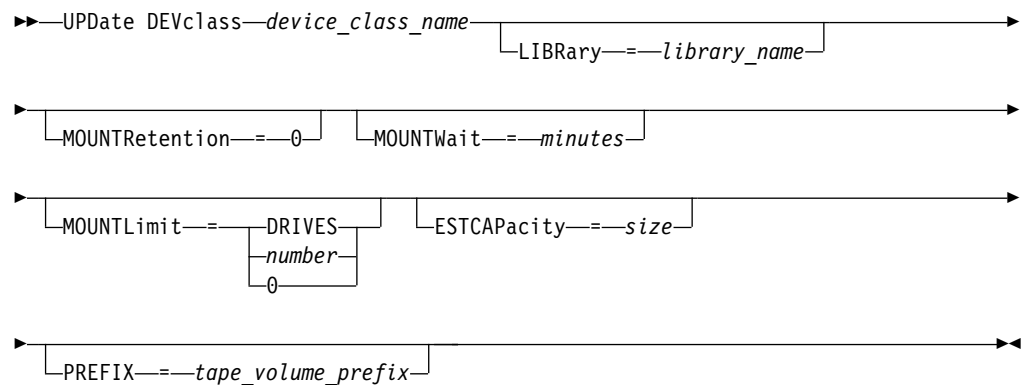 UPDate DEVclass device_class_name
LIBRary = library_name
MOUNTRetention = 0 MOUNTWait = minutes
MOUNTLimit = DRIVES
number
0
ESTCAPacity = size
PREFIX = tape_volume_prefix